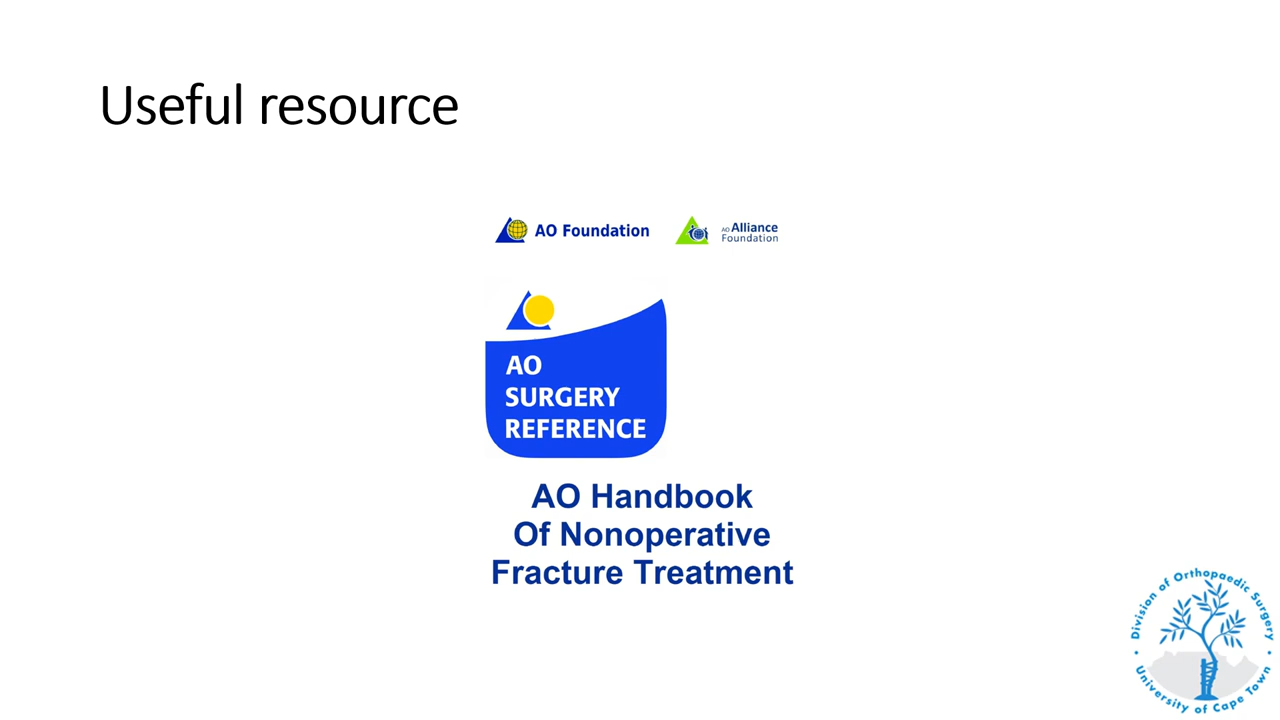 Useful resource
AO Foundation
AO Alliance
Foundation
AO
SURGERY
REFERENCE
AO Handbook
Of Nonoperative
Fracture Treatment
Division of Orthopaedic Surgery
University of Cape Town